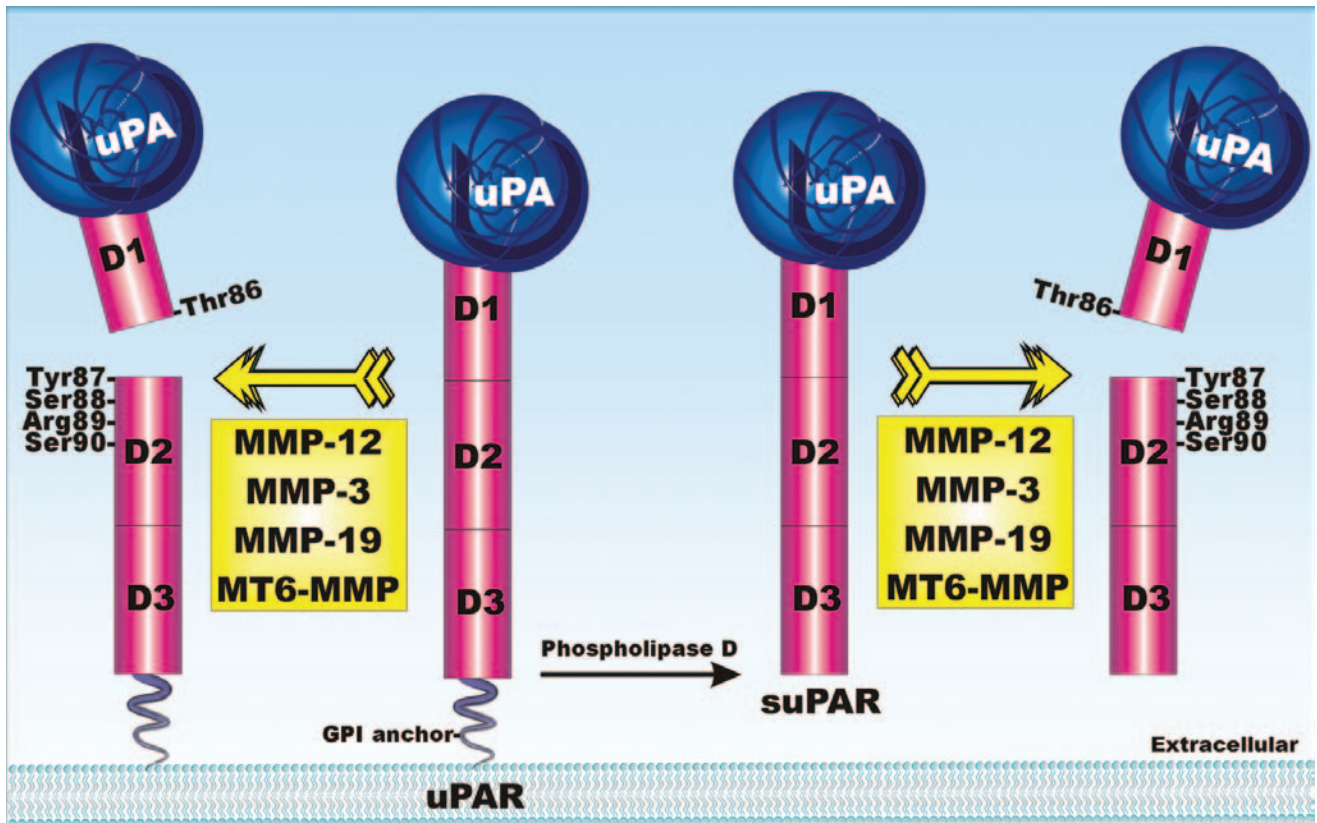 uPA
D1
Thr86
Tyr87
Ser88
Arg89
Ser90
D2
D3
MMP-12
MMP-3
MMP-19
MT6-MMP
uPA
D1
D2
D3
GPI anchor
uPAR
Phospholipase D
uPA
D1
D2
D3
suPAR
MMP-12
MMP-3
MMP-19
MT6-MMP
uPA
D1
Thr86
Tyr87
Ser88
Arg89
Ser90
D2
D3
Extracellular